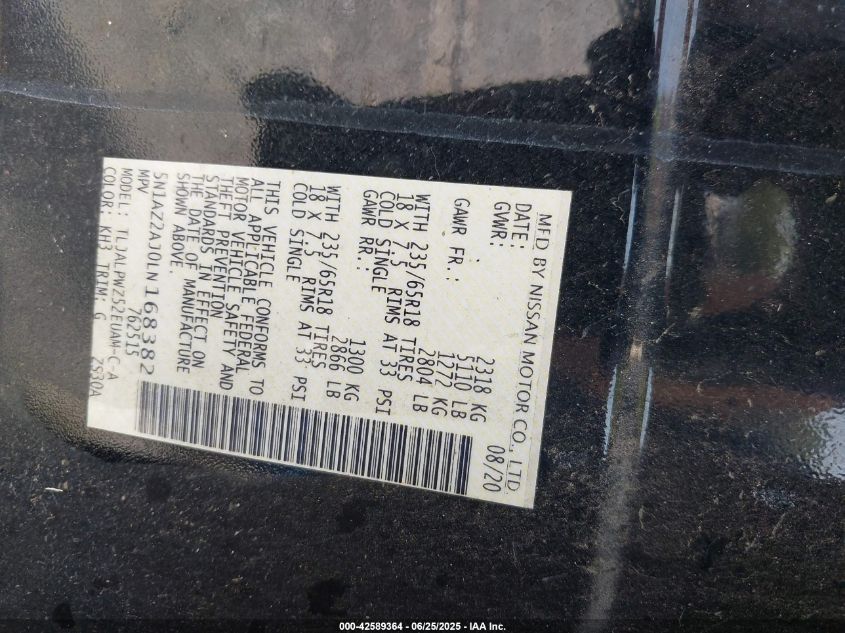 MFD BY NISSAN MOTOR CO., LTD.
DATE: 08/20
GVWR: 2318 KG
5110 LB
GAWR FR.: 1272 KG
2804 LB
WITH 235/65R18 TIRES
18 X 7.5 RIMS AT 33 PSI
COLD SINGLE
GAWR RR.: 1300 KG
2866 LB
WITH 235/65R18 TIRES
18 X 7.5 RIMS AT 33 PSI
COLD SINGLE
THIS VEHICLE CONFORMS TO
ALL APPLICABLE FEDERAL
MOTOR VEHICLE SAFETY AND
THEFT PREVENTION
STANDARDS IN EFFECT ON
THE DATE OF MANUFACTURE
SHOWN ABOVE.
5N1AZ2AJ0LN168382
MPV 762515
MODEL: TLJALPWZ52EUAM-C-A
COLOR: KH3 TRIM: G 2S30A
000-42589364 - 06/25/2025 - IAA Inc.